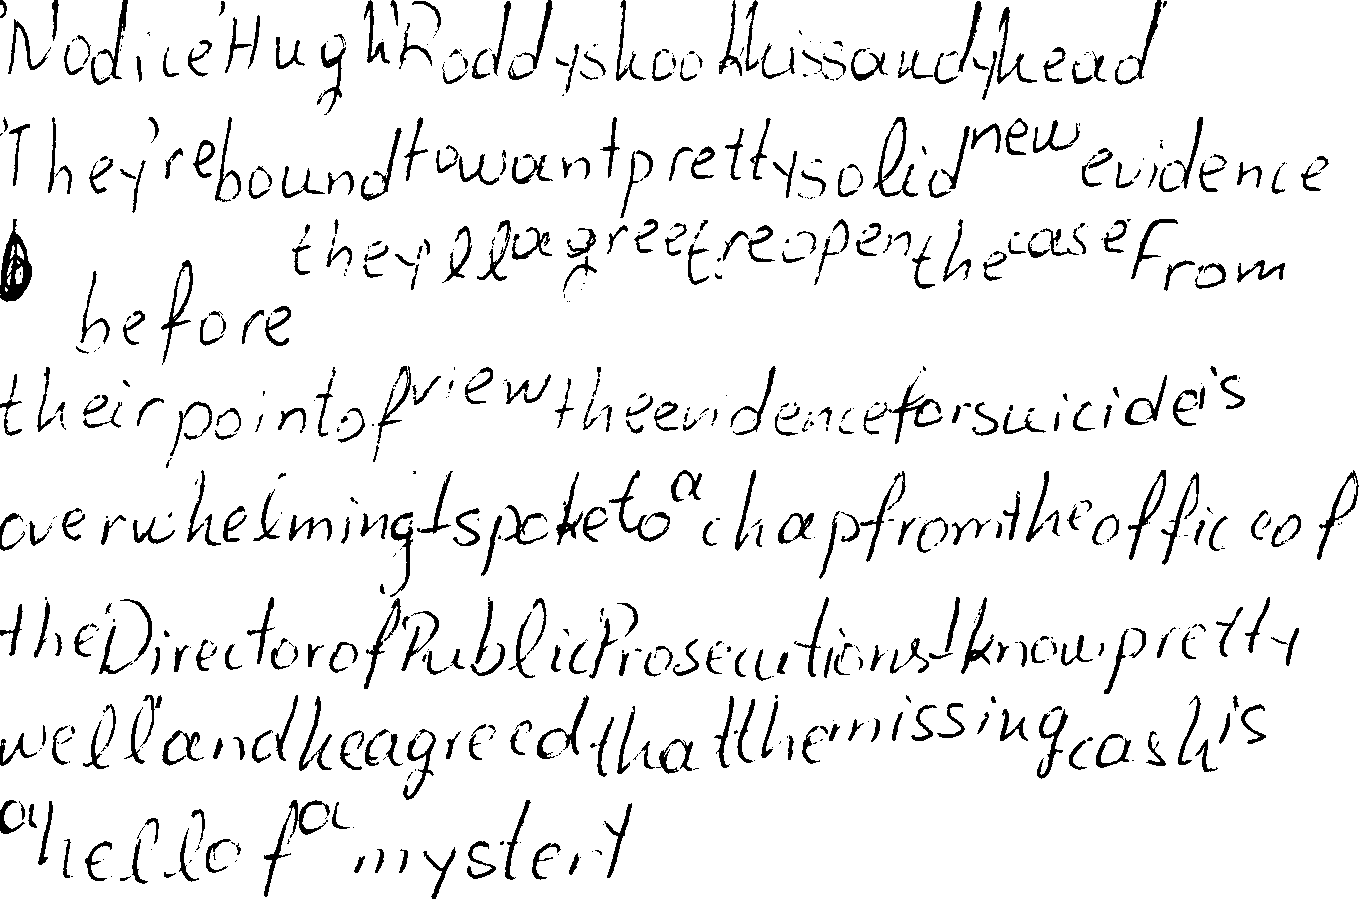 'No dice' Hugh Roddy shook his sandy head
'They're bound to want pretty solid new evidence
before they'll agree t reopen the case From
their point of view the evidence for suicide is
overwhelming I spoke to a chap from the office of
the Director of Public Prosecutions I know pretty
well and he agreed that the missing cash is
a hell of a mystery